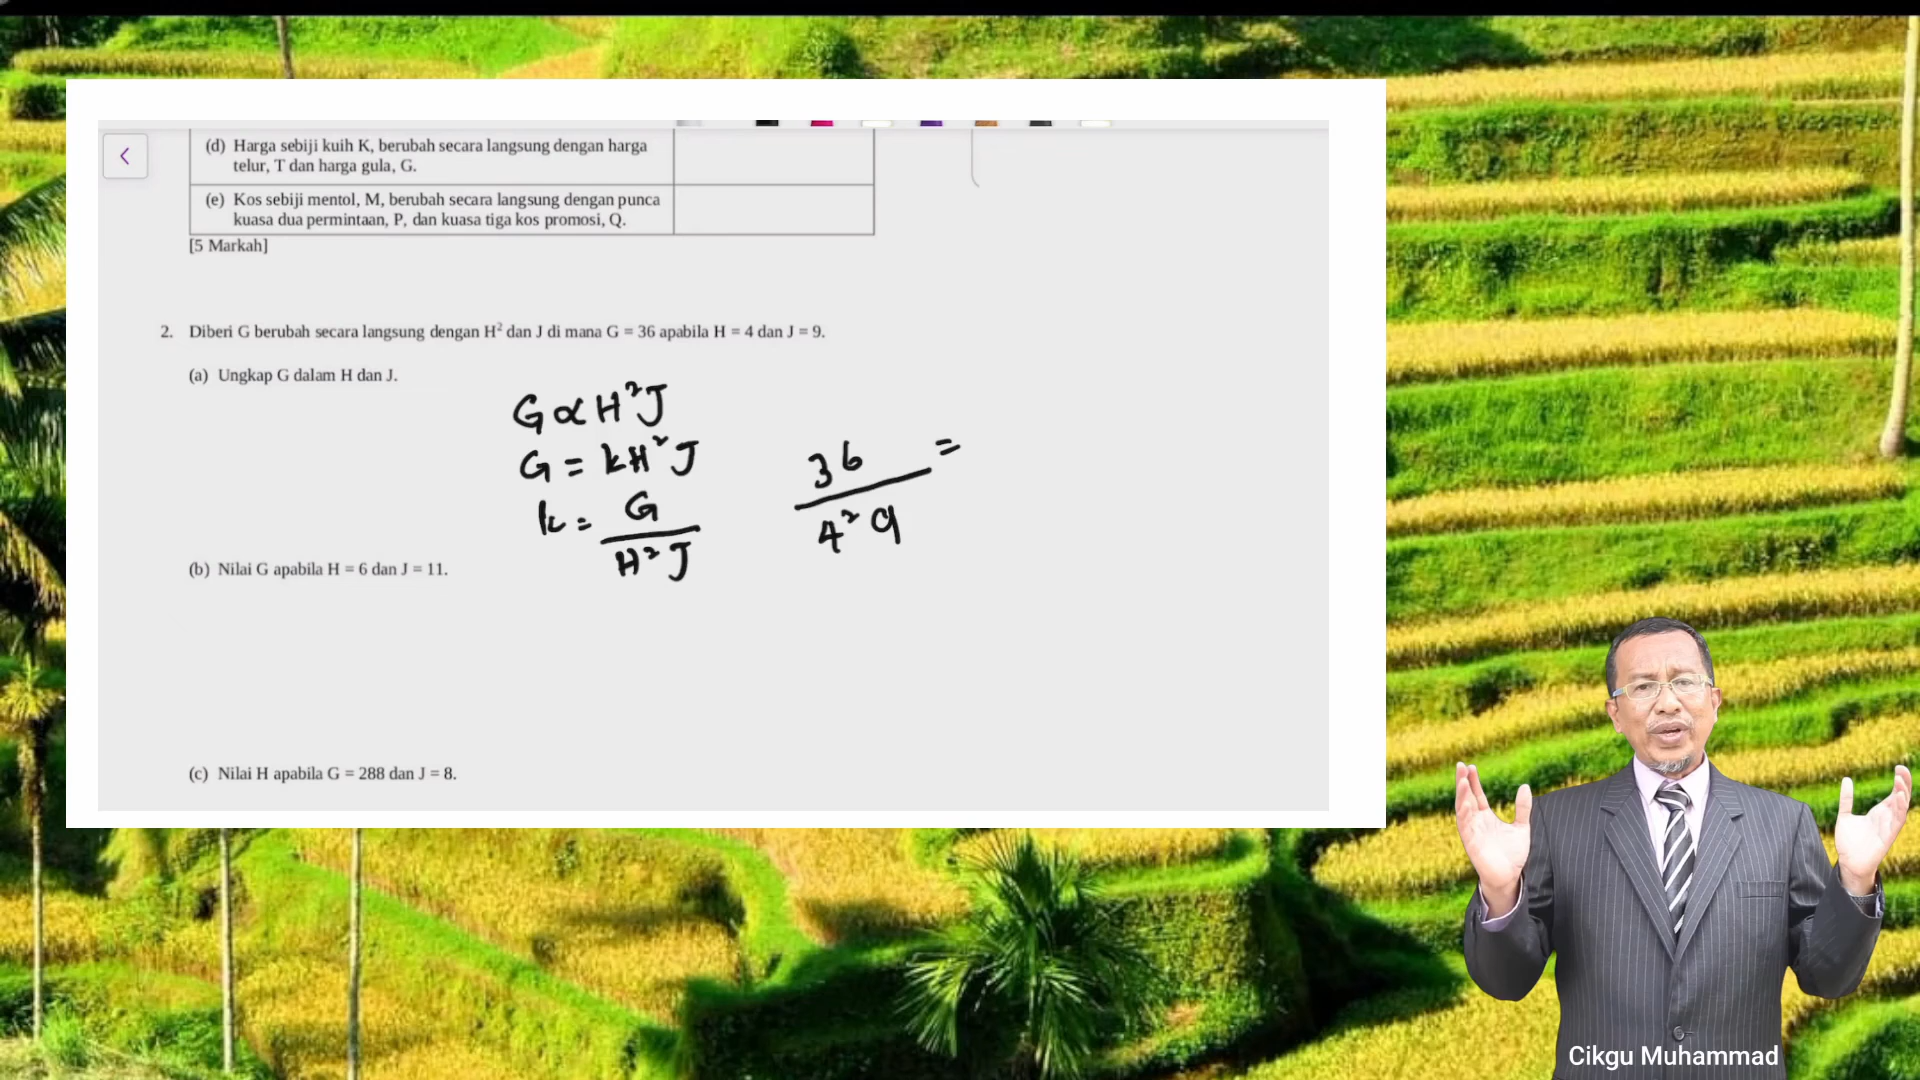 (d) Harga sebiji kuih K, berubah secara langsung dengan harga
telur, T dan harga gula, G.
(e) Kos sebiji mentol, M, berubah secara langsung dengan punca
kuasa dua permintaan, P, dan kuasa tiga kos promosi, Q.
[5 Markah]
2. Diberi G berubah secara langsung dengan H² dan J di mana G = 36 apabila H = 4 dan J = 9.
(a) Ungkap G dalam H dan J.
G ∝ H²J
G = kH²J
k = G / H²J
36 / 4² 9 =
(b) Nilai G apabila H = 6 dan J = 11.
(c) Nilai H apabila G = 288 dan J = 8.
Cikgu Muhammad